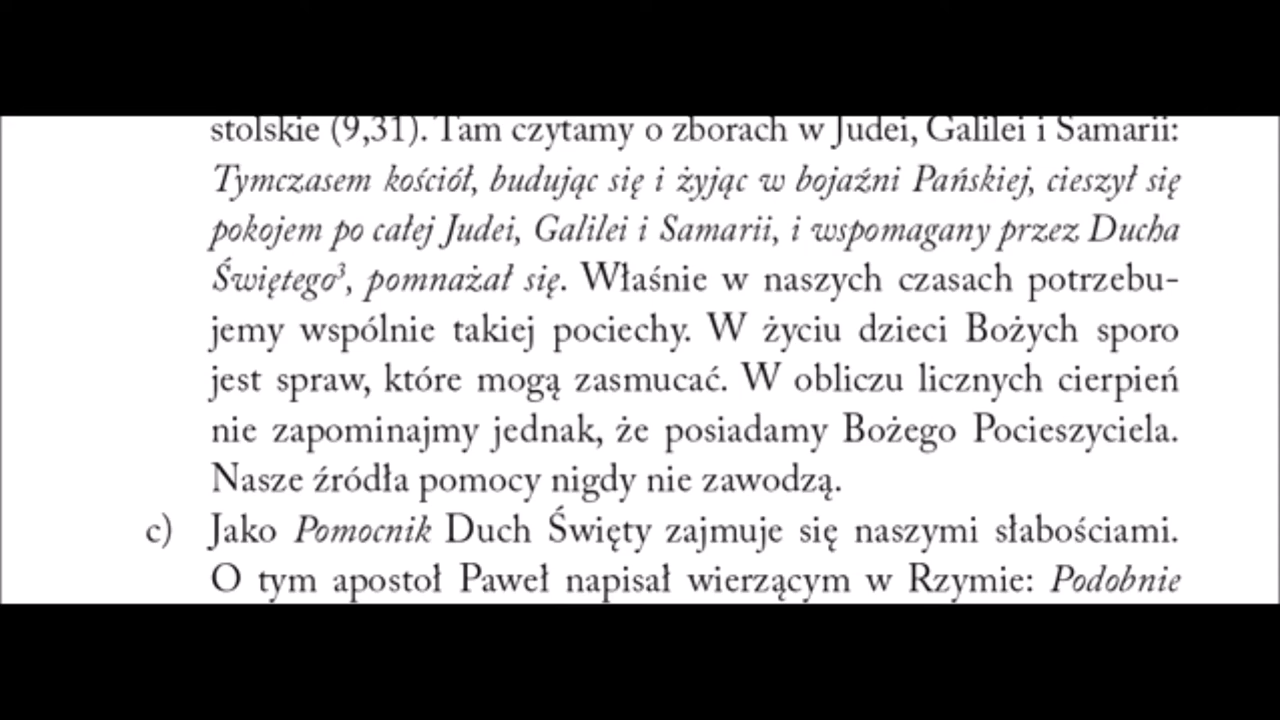 stolskie (9,31). Tam czytamy o zborach w Judei, Galilei i Samarii:
Tymczasem kościół, budując się i żyjąc w bojaźni Pańskiej, cieszył się
pokojem po całej Judei, Galilei i Samarii, i wspomagany przez Ducha
Świętego³, pomnażał się. Właśnie w naszych czasach potrzebu-
jemy wspólnie takiej pociechy. W życiu dzieci Bożych sporo
jest spraw, które mogą zasmucać. W obliczu licznych cierpień
nie zapominajmy jednak, że posiadamy Bożego Pocieszyciela.
Nasze źródła pomocy nigdy nie zawodzą.
c) Jako Pomocnik Duch Święty zajmuje się naszymi słabościami.
O tym apostoł Paweł napisał wierzącym w Rzymie: Podobnie